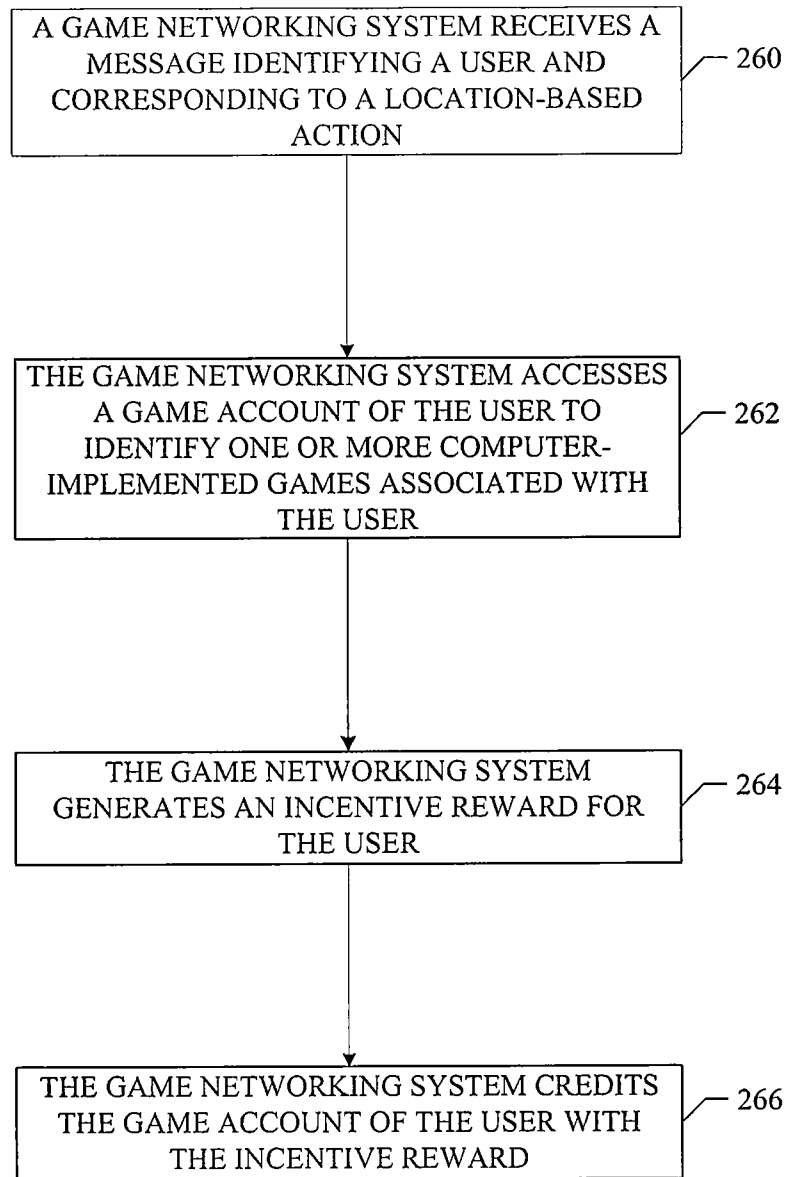 A GAME NETWORKING SYSTEM RECEIVES A
MESSAGE IDENTIFYING A USER AND
CORRESPONDING TO A LOCATION-BASED
ACTION
260
THE GAME NETWORKING SYSTEM ACCESSES
A GAME ACCOUNT OF THE USER TO
IDENTIFY ONE OR MORE COMPUTER-
IMPLEMENTED GAMES ASSOCIATED WITH
THE USER
262
THE GAME NETWORKING SYSTEM
GENERATES AN INCENTIVE REWARD FOR
THE USER
264
THE GAME NETWORKING SYSTEM CREDITS
THE GAME ACCOUNT OF THE USER WITH
THE INCENTIVE REWARD
266